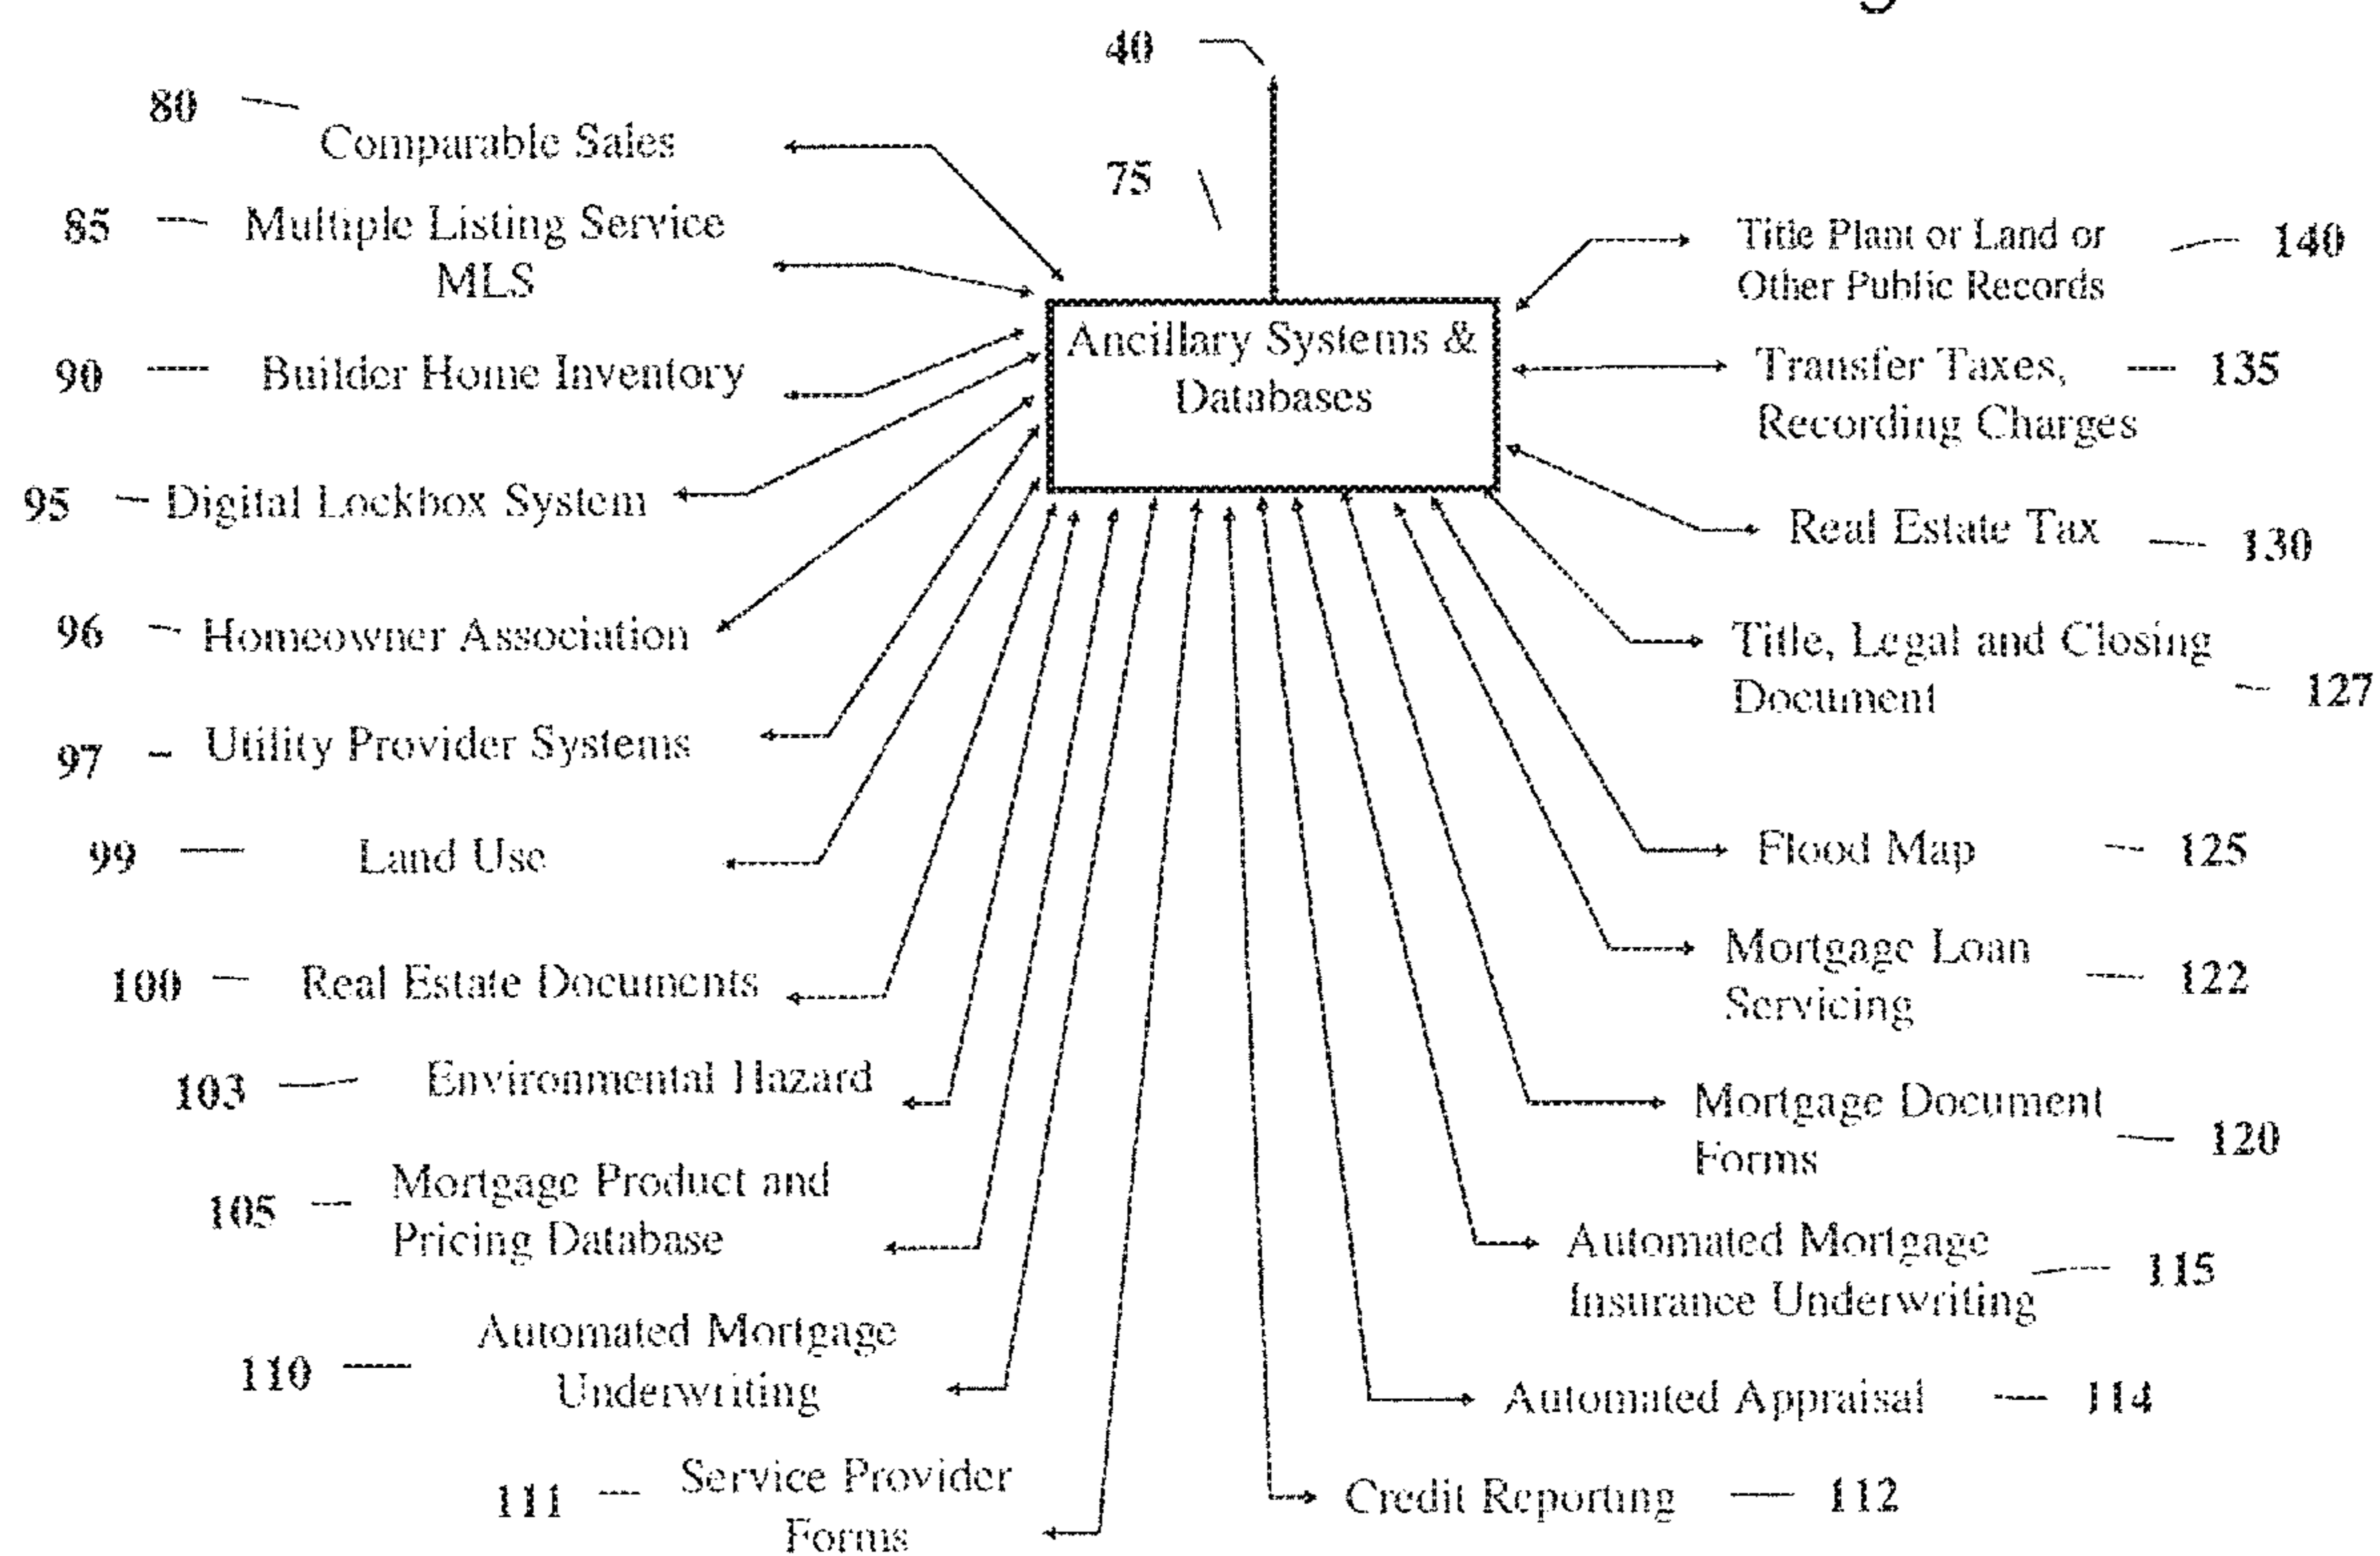 40
80
Comparable Sales
75
85 Multiple Listing Service
MLS
90 Builder Home Inventory
95 Digital Lockbox System
96 Homeowner Association
97 Utility Provider Systems
99 Land Use
100 Real Estate Documents
103 Environmental Hazard
105 Mortgage Product and
Pricing Database
110 Automated Mortgage
Underwriting
111 Service Provider
Forms
Ancillary Systems &
Databases
Title Plant or Land or 140
Other Public Records
Transfer Taxes, 135
Recording Charges
Real Estate Tax 130
Title, Legal and Closing
Document 127
Flood Map 125
Mortgage Loan
Servicing 122
Mortgage Document
Forms 120
Automated Mortgage
Insurance Underwriting 115
Automated Appraisal 114
Credit Reporting 112